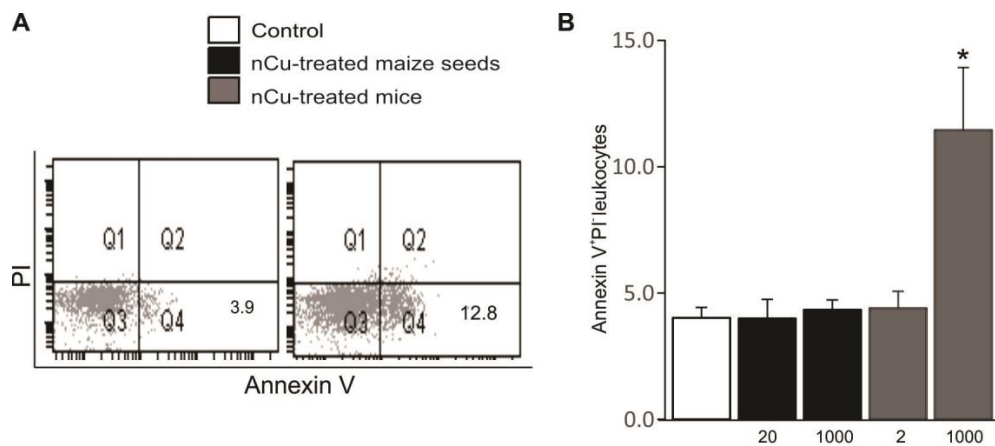 A
Control
nCu-treated maize seeds
nCu-treated mice
PI
Q1 Q2
Q3 Q4 3.9
Q1 Q2
Q3 Q4 12.8
Annexin V
B
Annexin V⁺PI⁻leukocytes
15.0
10.0
5.0
0.0
*
20 1000 2 1000